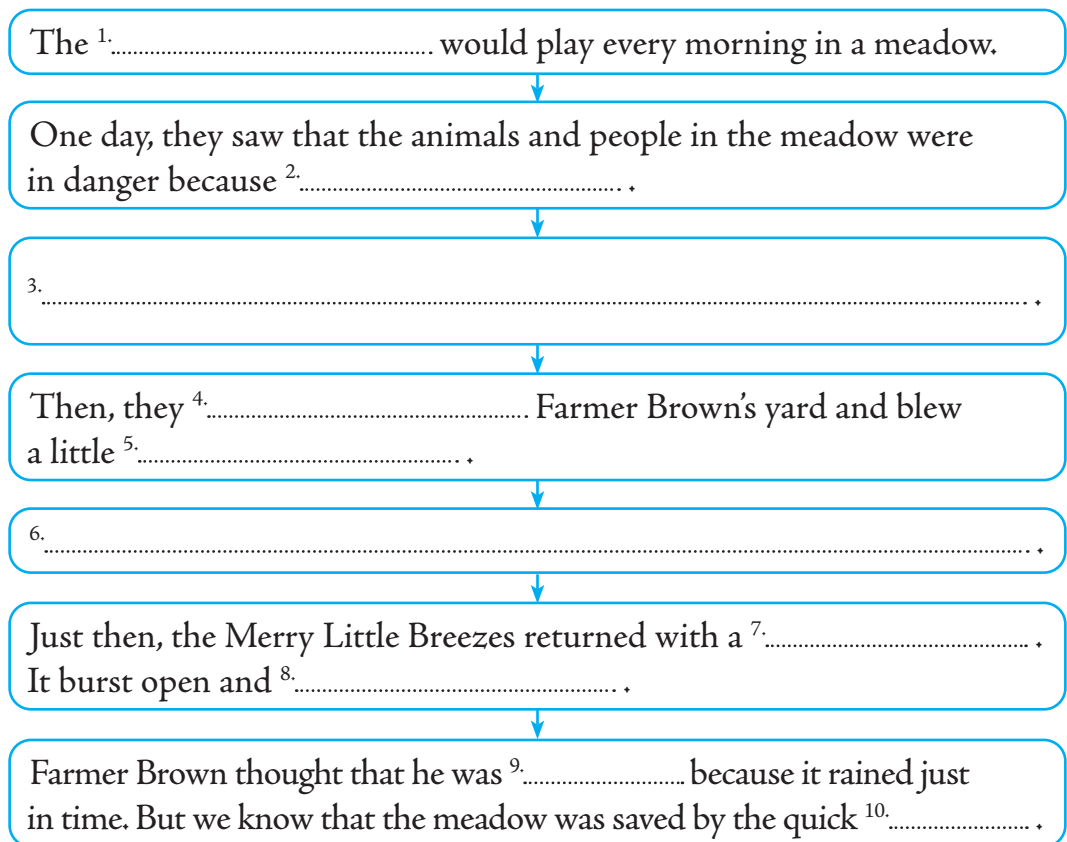 The 1. ........................................ would play every morning in a meadow.
One day, they saw that the animals and people in the meadow were
in danger because 2. ........................................ .
3. ........................................ .
Then, they 4. ........................................ Farmer Brown's yard and blew
a little 5. ........................................ .
6. ........................................ .
Just then, the Merry Little Breezes returned with a 7. ........................................ .
It burst open and 8. ........................................ .
Farmer Brown thought that he was 9. .................... because it rained just
in time. But we know that the meadow was saved by the quick 10. .................... .